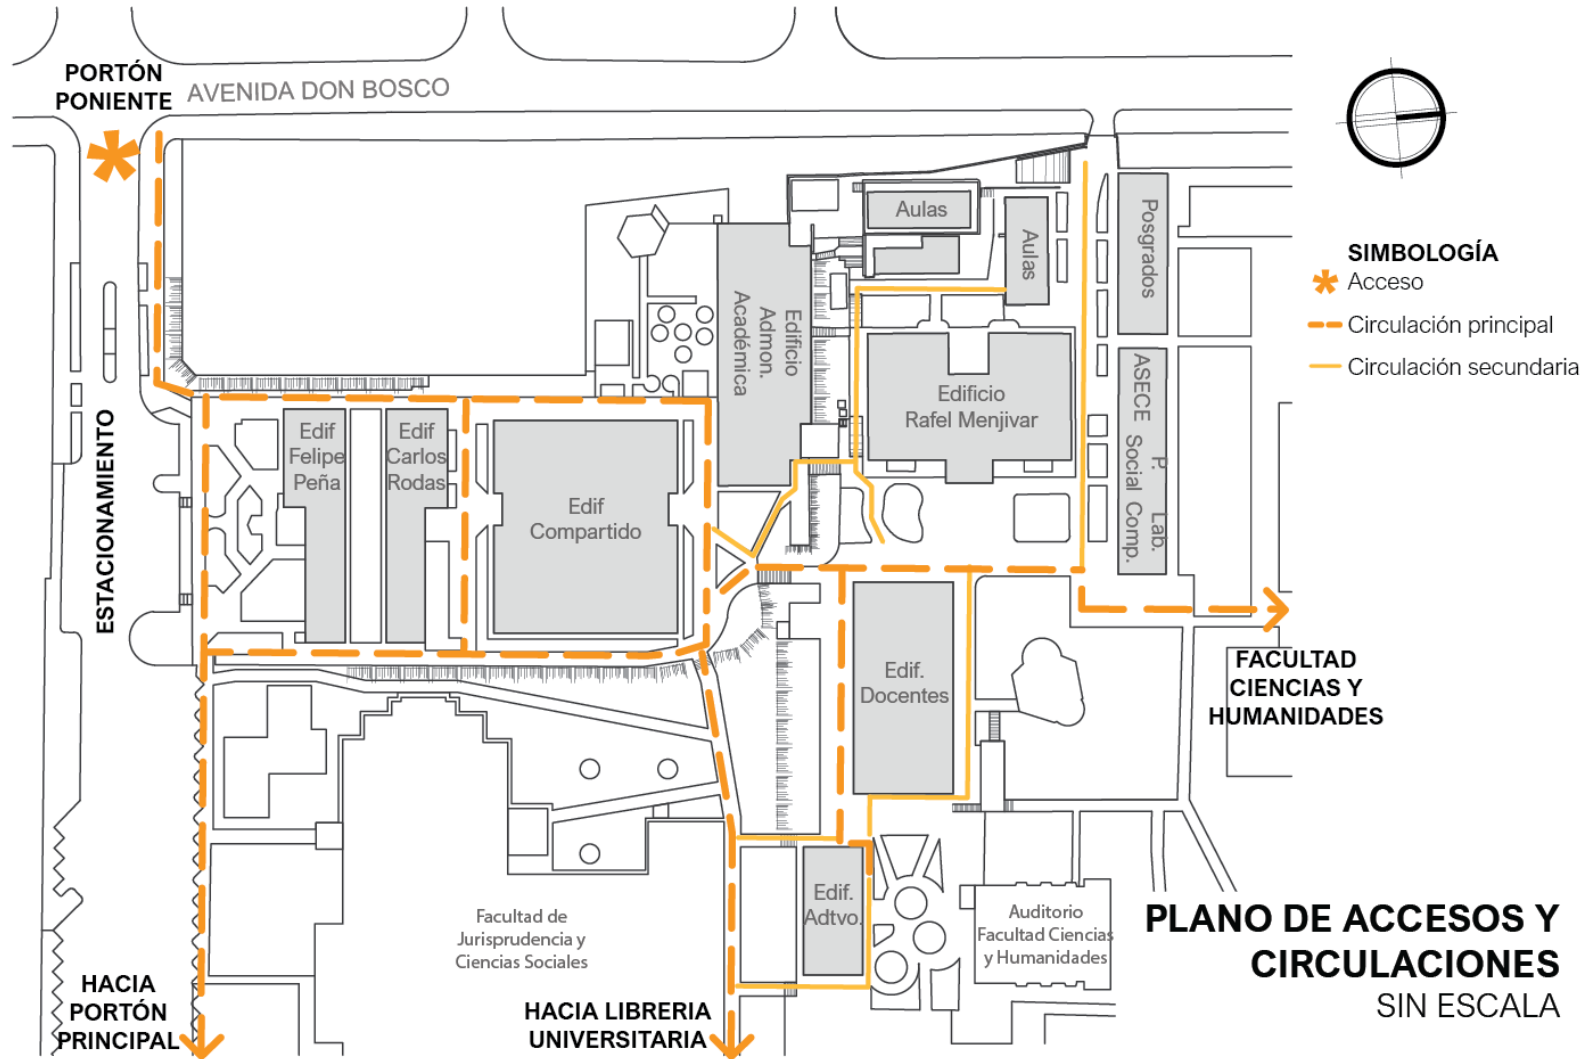 PORTÓN
PONIENTE
AVENIDA DON BOSCO
Aulas
Aulas
Posgrados
SIMBOLOGÍA
Acceso
Circulación principal
Circulación secundaria
Edificio
Admon.
Académica
Edificio
Rafel Menjivar
ASECE
P.
Social Comp.
Lab.
ESTACIONAMIENTO
Edif
Felipe
Peña
Edif
Carlos
Rodas
Edif
Compartido
Edif.
Docentes
FACULTAD
CIENCIAS Y
HUMANIDADES
Edif.
Adtvo.
Facultad de
Jurisprudencia y
Ciencias Sociales
Auditorio
Facultad Ciencias
y Humanidades
PLANO DE ACCESOS Y
CIRCULACIONES
SIN ESCALA
HACIA
PORTÓN
PRINCIPAL
HACIA LIBRERIA
UNIVERSITARIA